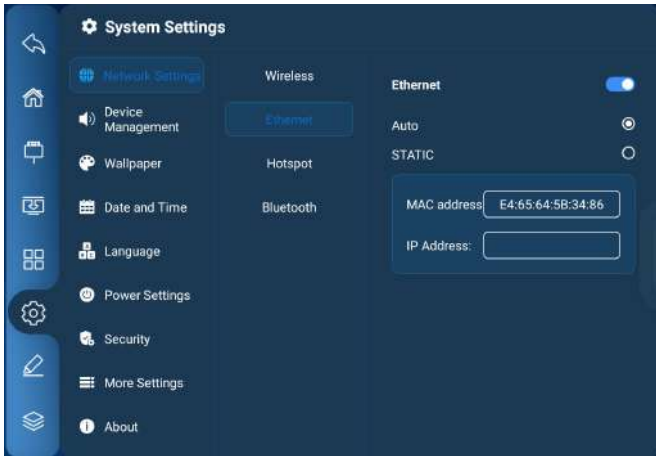 System Settings
Network Settings
Device
Management
Wallpaper
Date and Time
Language
Power Settings
Security
More Settings
About
Wireless
Ethernet
Hotspot
Bluetooth
Ethernet
Auto
STATIC
MAC address E4:65:64:5B:34:86
IP Address: